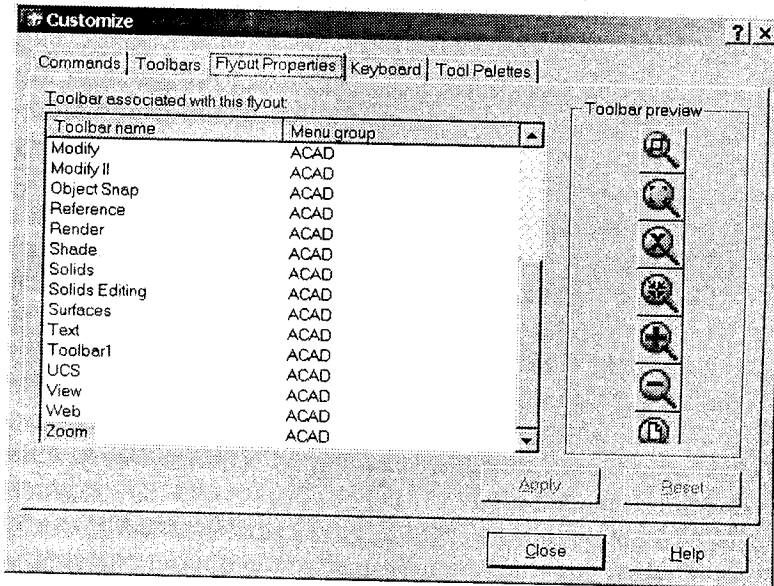 Customize
? x
Commands Toolbars Flyout Properties Keyboard Tool Palettes
Toolbar associated with this flyout:
Toolbar name Menu group
Modify ACAD
Modify II ACAD
Object Snap ACAD
Reference ACAD
Render ACAD
Shade ACAD
Solids ACAD
Solids Editing ACAD
Surfaces ACAD
Text ACAD
Toolbar1 ACAD
UCS ACAD
View ACAD
Web ACAD
Zoom ACAD
Toolbar preview
Apply Reset
Close Help